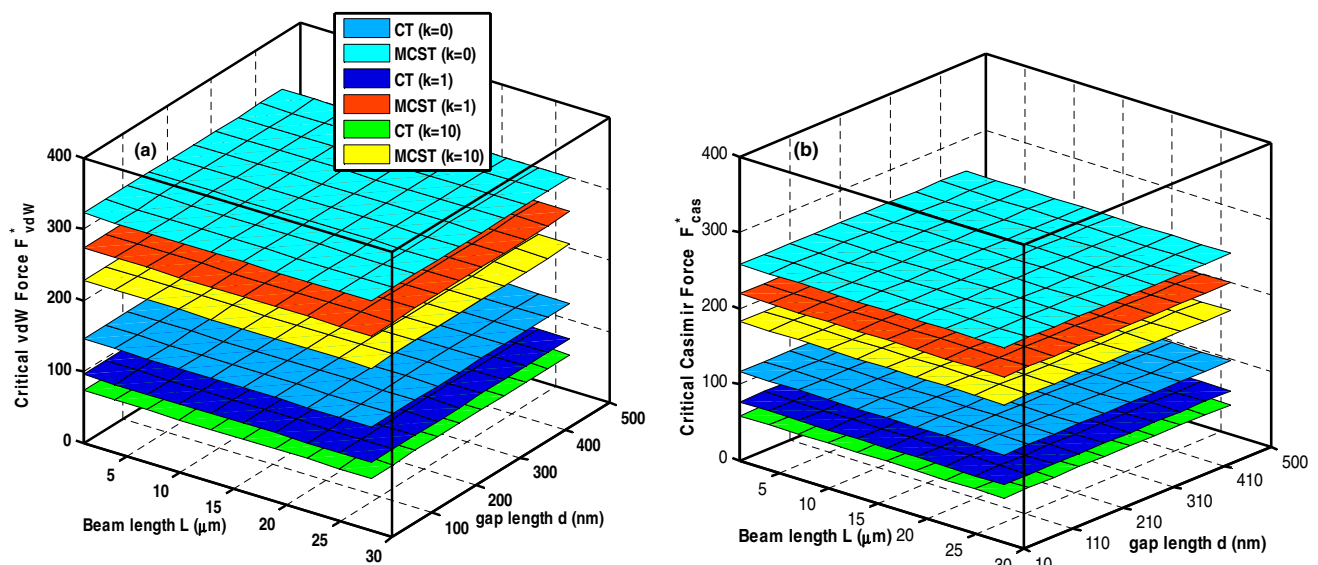 CT (k=0)
MCST (k=0)
CT (k=1)
MCST (k=1)
CT (k=10)
MCST (k=10)
(a)
Critical vdW Force F*vdW
400
300
200
100
0
5
10
15
20
25
30
Beam length L (μm)
100
200
300
400
500
gap length d (nm)
(b)
Critical Casimir Force F*cas
400
300
200
100
0
5
10
15
20
25
30
Beam length L (μm)
10
110
210
310
410
500
gap length d (nm)